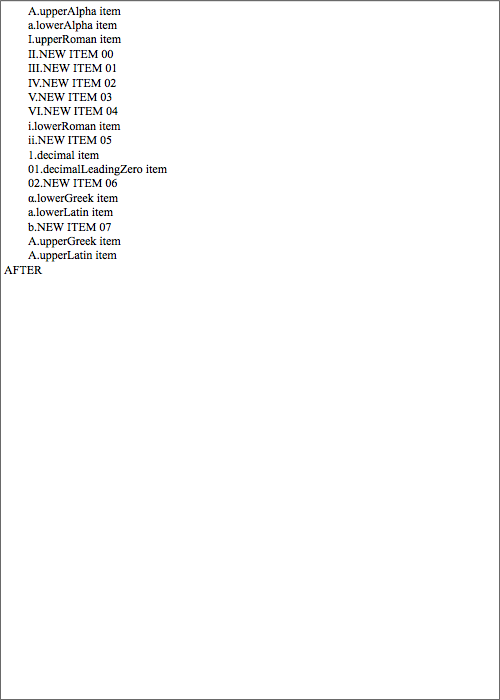 A.upperAlpha item
a.lowerAlpha item
I.upperRoman item
II.NEW ITEM 00
III.NEW ITEM 01
IV.NEW ITEM 02
V.NEW ITEM 03
VI.NEW ITEM 04
i.lowerRoman item
ii.NEW ITEM 05
1.decimal item
01.decimalLeadingZero item
02.NEW ITEM 06
α.lowerGreek item
a.lowerLatin item
b.NEW ITEM 07
Α.upperGreek item
A.upperLatin item
AFTER